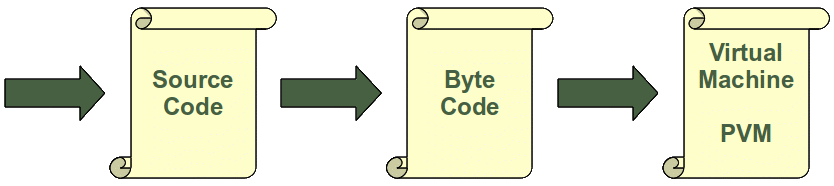 Source
Code
Byte
Code
Virtual
Machine
PVM